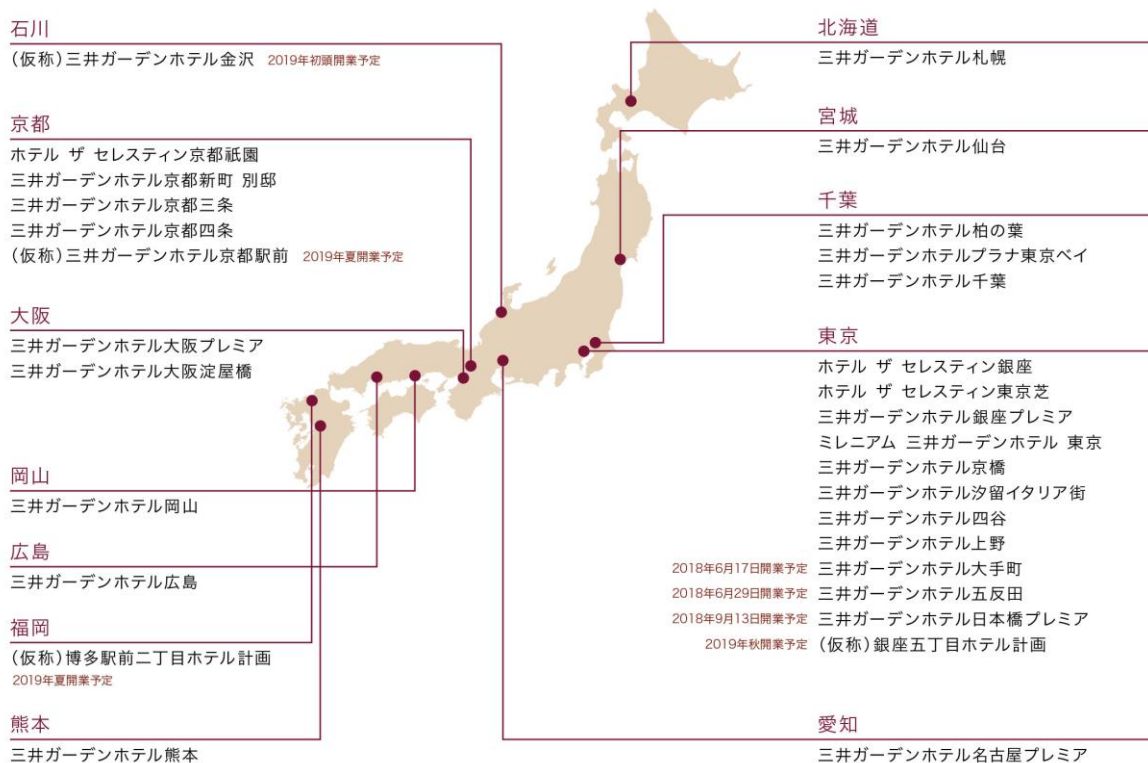 石川
(仮称)三井ガーデンホテル金沢 2019年初頭開業予定
京都
ホテル ザ セレスティン京都祇園
三井ガーデンホテル京都新町 別邸
三井ガーデンホテル京都三条
三井ガーデンホテル京都四条
(仮称)三井ガーデンホテル京都駅前 2019年夏開業予定
大阪
三井ガーデンホテル大阪プレミア
三井ガーデンホテル大阪淀屋橋
岡山
三井ガーデンホテル岡山
広島
三井ガーデンホテル広島
福岡
(仮称)博多駅前二丁目ホテル計画
2019年夏開業予定
熊本
三井ガーデンホテル熊本
北海道
三井ガーデンホテル札幌
宮城
三井ガーデンホテル仙台
千葉
三井ガーデンホテル柏の葉
三井ガーデンホテルプラナ東京ベイ
三井ガーデンホテル千葉
東京
ホテル ザ セレスティン銀座
ホテル ザ セレスティン東京芝
三井ガーデンホテル銀座プレミア
ミレニアム 三井ガーデンホテル 東京
三井ガーデンホテル京橋
三井ガーデンホテル汐留イタリア街
三井ガーデンホテル四谷
三井ガーデンホテル上野
2018年6月17日開業予定 三井ガーデンホテル大手町
2018年6月29日開業予定 三井ガーデンホテル五反田
2018年9月13日開業予定 三井ガーデンホテル日本橋プレミア
2019年秋開業予定 (仮称)銀座五丁目ホテル計画
愛知
三井ガーデンホテル名古屋プレミア